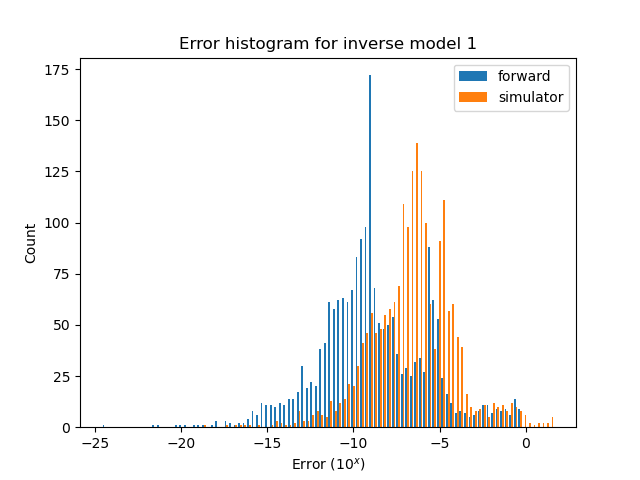 Error histogram for inverse model 1
forward
simulator
175
150
125
100
75
50
25
0
Count
−25 −20 −15 −10 −5 0
Error (10ˣ)